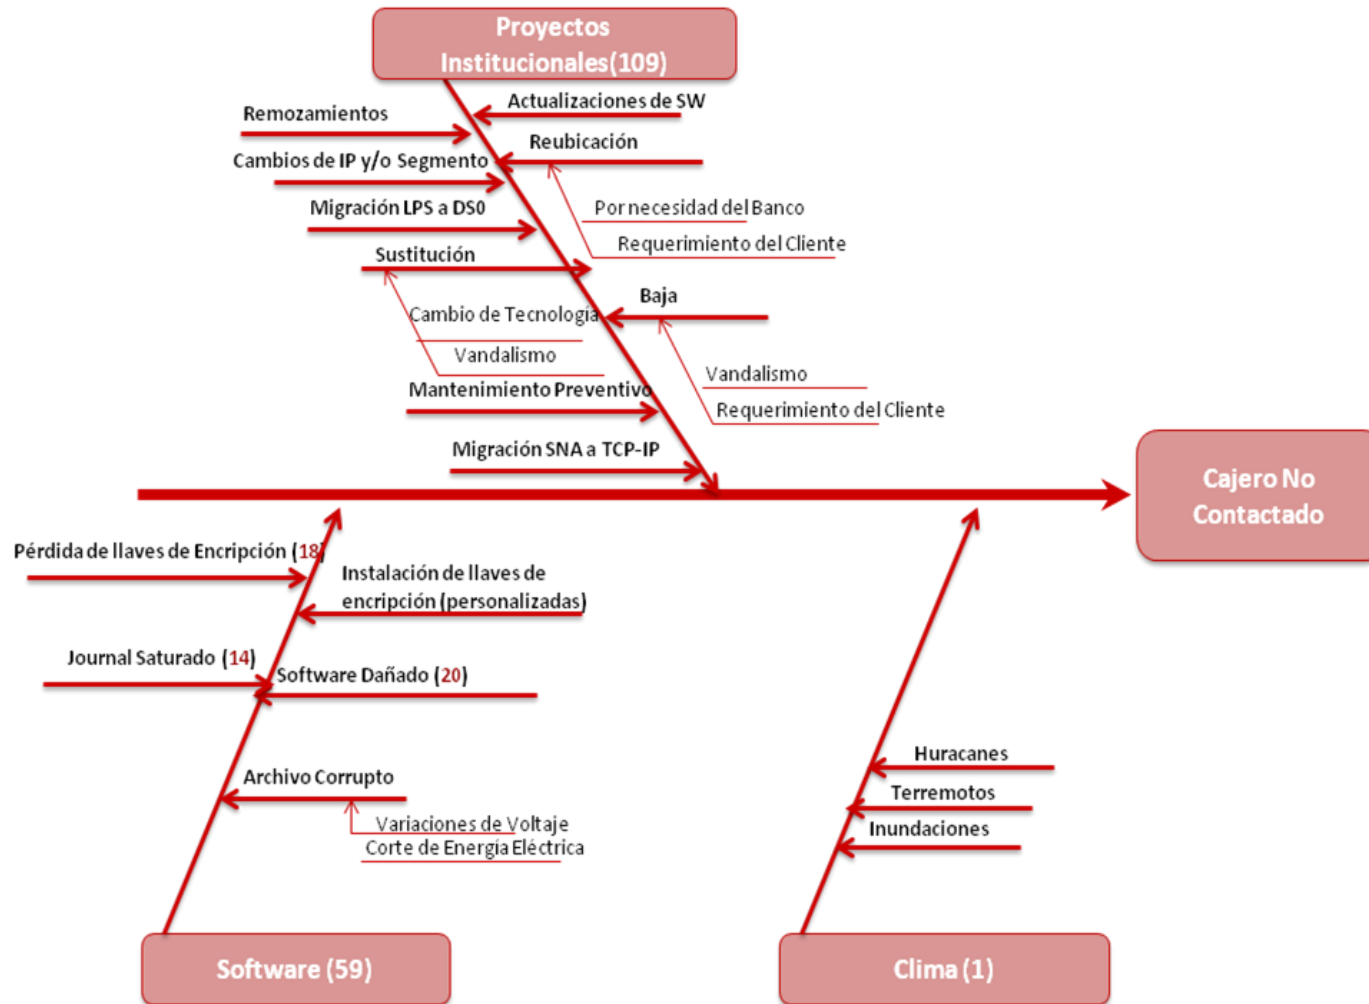 Proyectos
Institucionales(109)
Actualizaciones de SW
Remozamientos
Reubicación
Cambios de IP y/o Segmento
Por necesidad del Banco
Migración LPS a DS0
Requerimiento del Cliente
Sustitución
Baja
Cambio de Tecnología
Vandalismo
Vandalismo
Mantenimiento Preventivo
Requerimiento del Cliente
Migración SNA a TCP-IP
Cajero No
Contactado
Pérdida de llaves de Encripción (18)
Instalación de llaves de
encripción (personalizadas)
Journal Saturado (14)
Software Dañado (20)
Archivo Corrupto
Variaciones de Voltaje
Corte de Energía Eléctrica
Huracanes
Terremotos
Inundaciones
Software (59)
Clima (1)